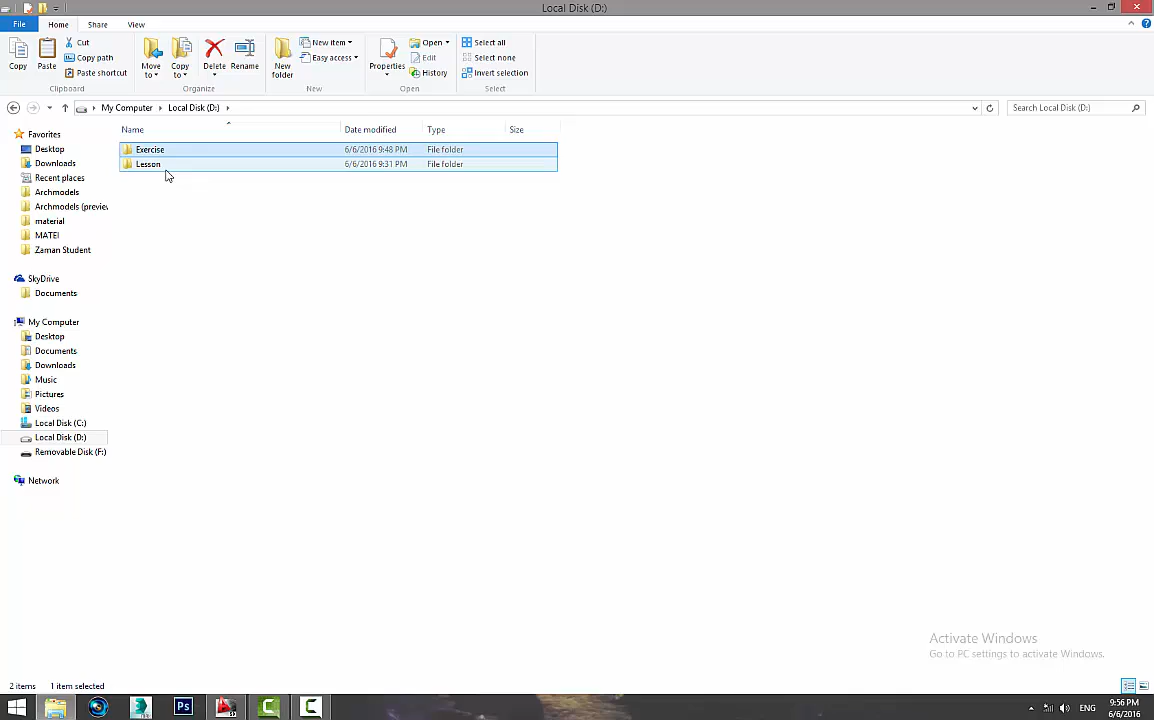 Local Disk (D:)
File Home Share View
Copy Paste Cut Copy path Paste shortcut
Move to Copy to Delete Rename
New folder New item Easy access
Properties Open Edit History
Select all Select none Invert selection
Clipboard Organize New Open Select
My Computer Local Disk (D:) Search Local Disk (D:)
Name Date modified Type Size
Exercise 6/6/2016 9:48 PM File folder
Lesson 6/6/2016 9:31 PM File folder
Favorites
Desktop
Downloads
Recent places
Archmodels
Archmodels (previe
material
MATEI
Zaman Student
SkyDrive
Documents
My Computer
Desktop
Documents
Downloads
Music
Pictures
Videos
Local Disk (C:)
Local Disk (D:)
Removable Disk (F:)
Network
Activate Windows
Go to PC settings to activate Windows.
2 items 1 item selected
Ps
ENG
9:56 PM
6/6/2016